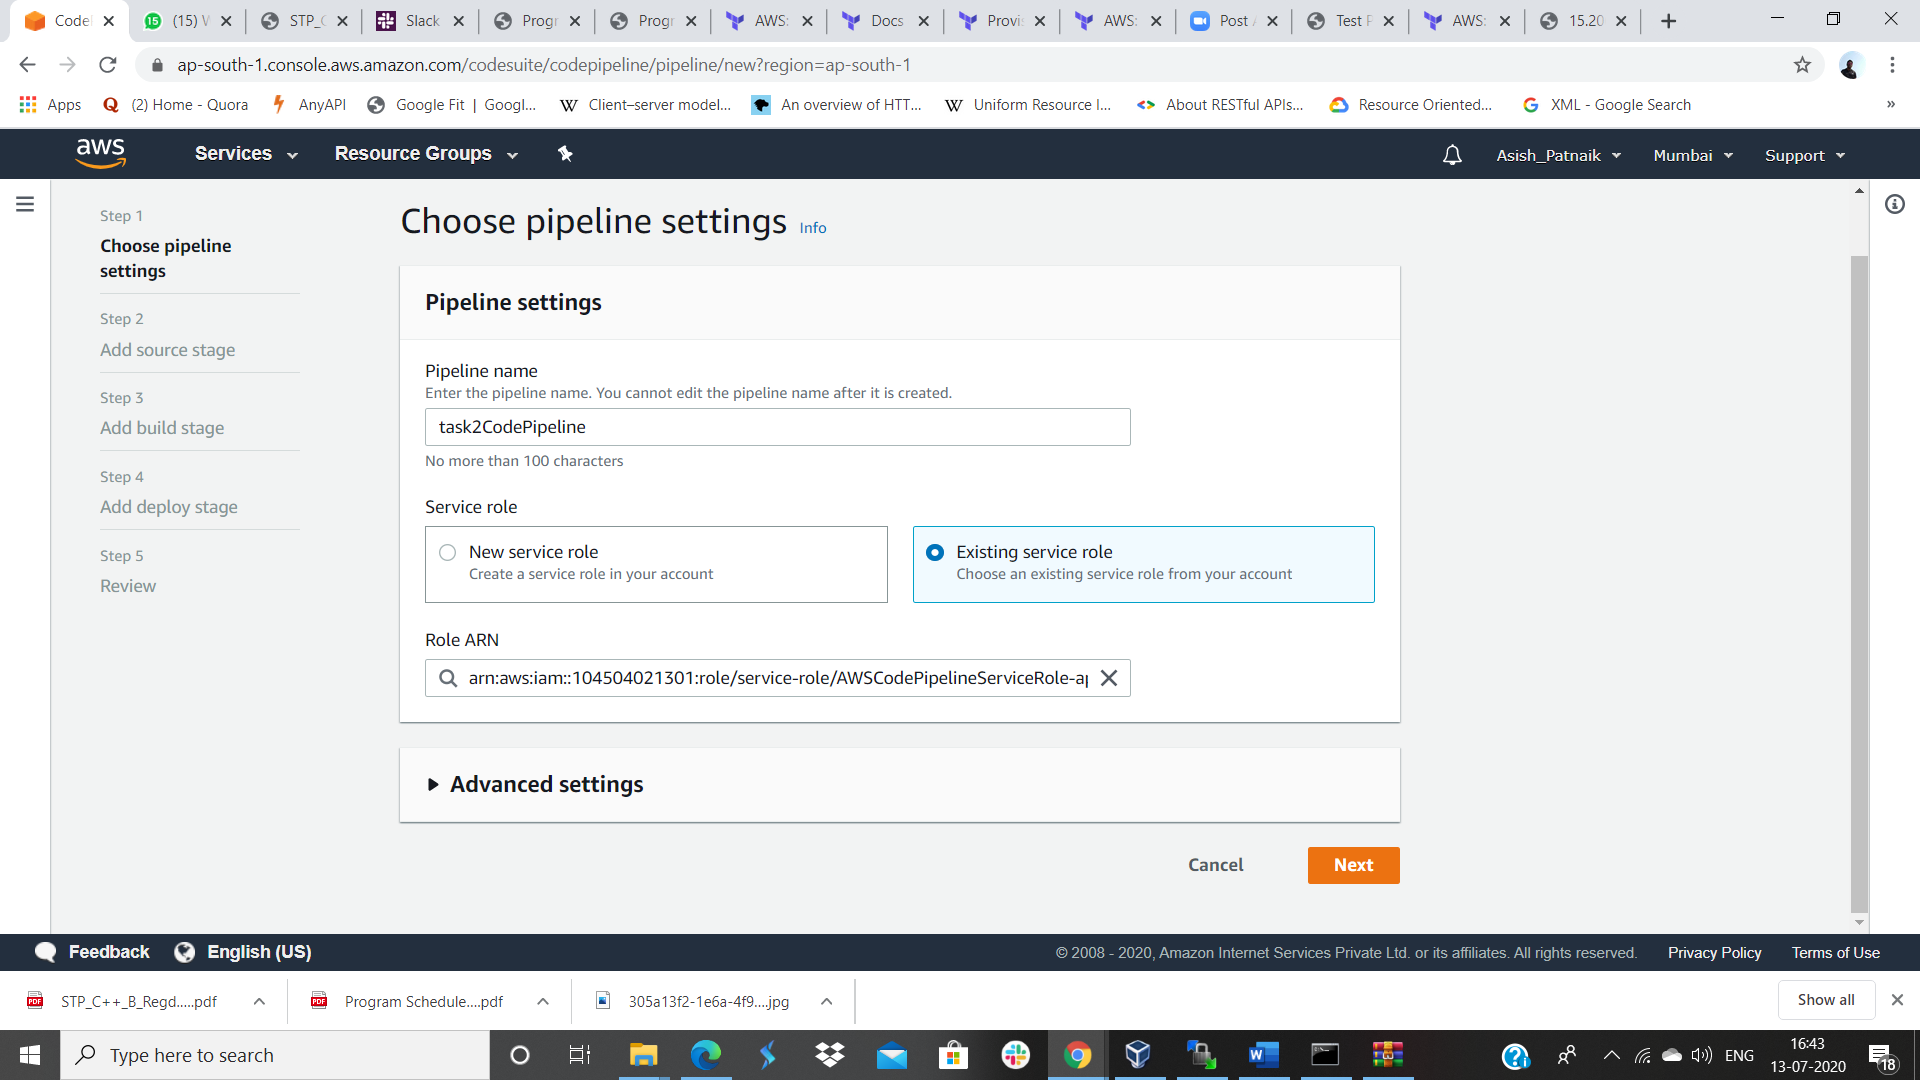 Code
(15) W
STP_C
Slack
Progr
Progr
AWS:
Docs
Provi
AWS:
Post
Test P
AWS:
15.20
ap-south-1.console.aws.amazon.com/codesuite/codepipeline/pipeline/new?region=ap-south-1
Apps
(2) Home - Quora
AnyAPI
Google Fit | Googl...
Client–server model...
An overview of HTT...
Uniform Resource I...
About RESTful APIs...
Resource Oriented...
XML - Google Search
»
aws
Services
Resource Groups
Asish_Patnaik
Mumbai
Support
Step 1
Choose pipeline
settings
Step 2
Add source stage
Step 3
Add build stage
Step 4
Add deploy stage
Step 5
Review
Choose pipeline settings Info
Pipeline settings
Pipeline name
Enter the pipeline name. You cannot edit the pipeline name after it is created.
task2CodePipeline
No more than 100 characters
Service role
New service role
Create a service role in your account
Existing service role
Choose an existing service role from your account
Role ARN
arn:aws:iam::104504021301:role/service-role/AWSCodePipelineServiceRole-a
Advanced settings
Cancel
Next
Feedback
English (US)
© 2008 - 2020, Amazon Internet Services Private Ltd. or its affiliates. All rights reserved.
Privacy Policy
Terms of Use
STP_C++_B_Regd.....pdf
Program Schedule....pdf
305a13f2-1e6a-4f9....jpg
Show all
Type here to search
ENG
16:43
13-07-2020
18